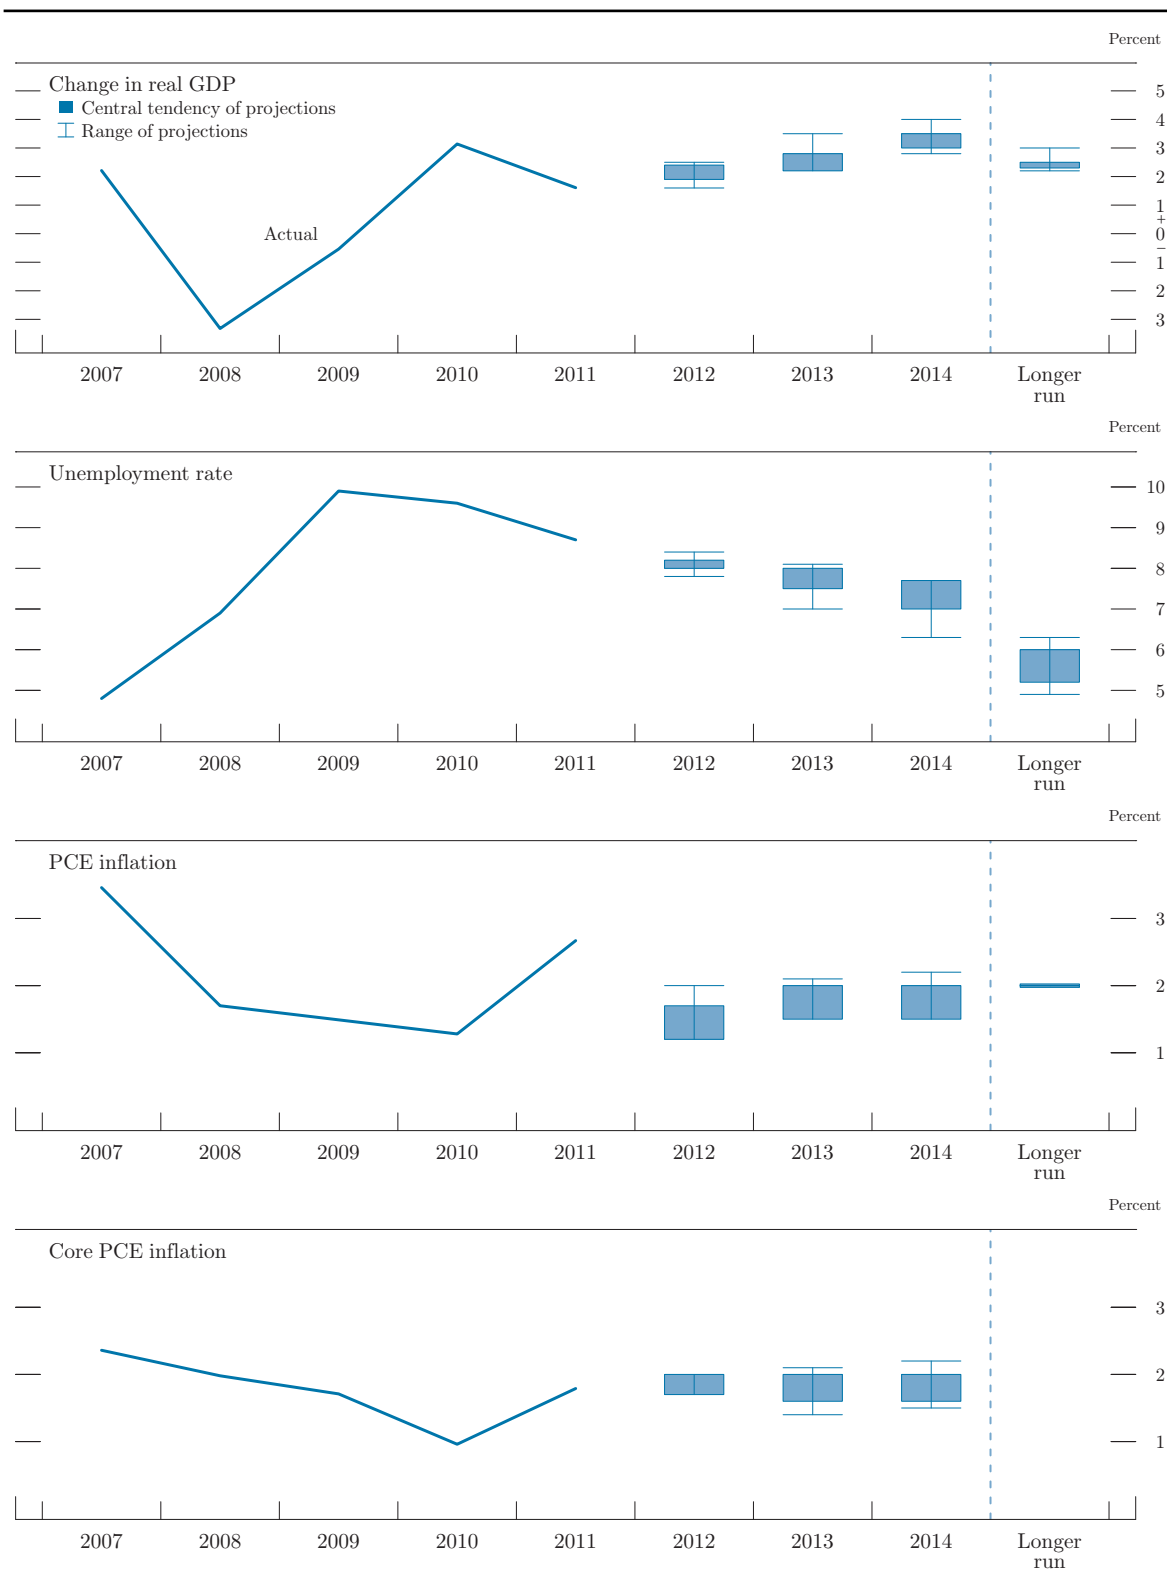 Percent
Change in real GDP
Central tendency of projections
Range of projections
Actual
5
4
3
2
1
+
0
−
1
2
3
2007 2008 2009 2010 2011 2012 2013 2014 Longer
run
Percent
Unemployment rate
10
9
8
7
6
5
2007 2008 2009 2010 2011 2012 2013 2014 Longer
run
Percent
PCE inflation
3
2
1
2007 2008 2009 2010 2011 2012 2013 2014 Longer
run
Percent
Core PCE inflation
3
2
1
2007 2008 2009 2010 2011 2012 2013 2014 Longer
run